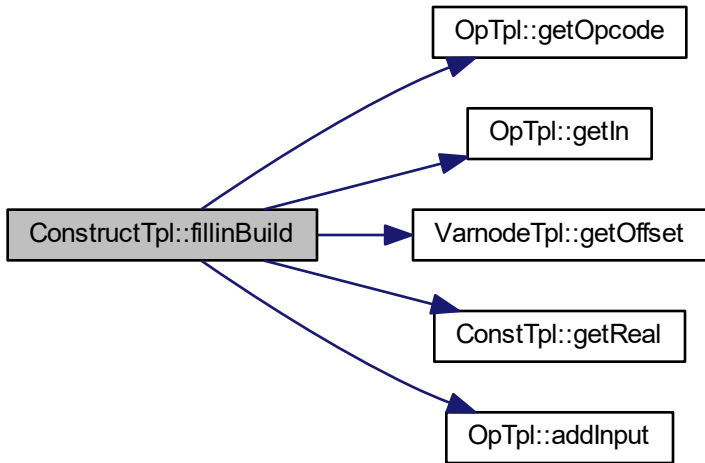 OpTpl::getOpcode
OpTpl::getIn
ConstructTpl::fillinBuild
VarnodeTpl::getOffset
ConstTpl::getReal
OpTpl::addInput